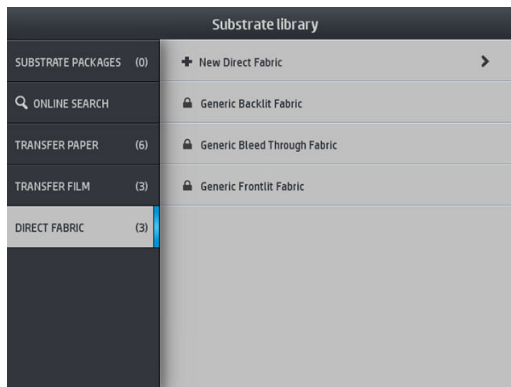 Substrate library
SUBSTRATE PACKAGES (0)
ONLINE SEARCH
TRANSFER PAPER (6)
TRANSFER FILM (3)
DIRECT FABRIC (3)
New Direct Fabric
Generic Backlit Fabric
Generic Bleed Through Fabric
Generic Frontlit Fabric